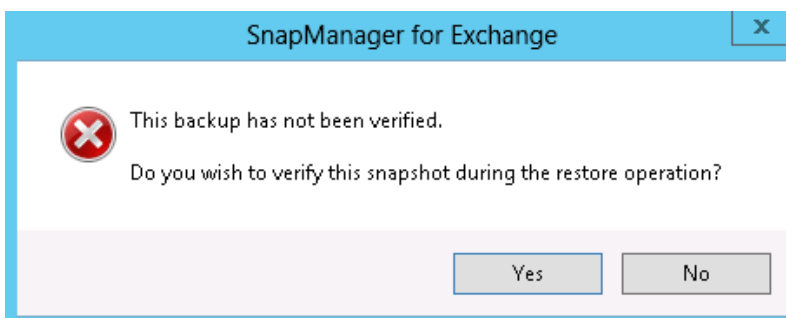 SnapManager for Exchange
x
This backup has not been verified.
Do you wish to verify this snapshot during the restore operation?
Yes
No